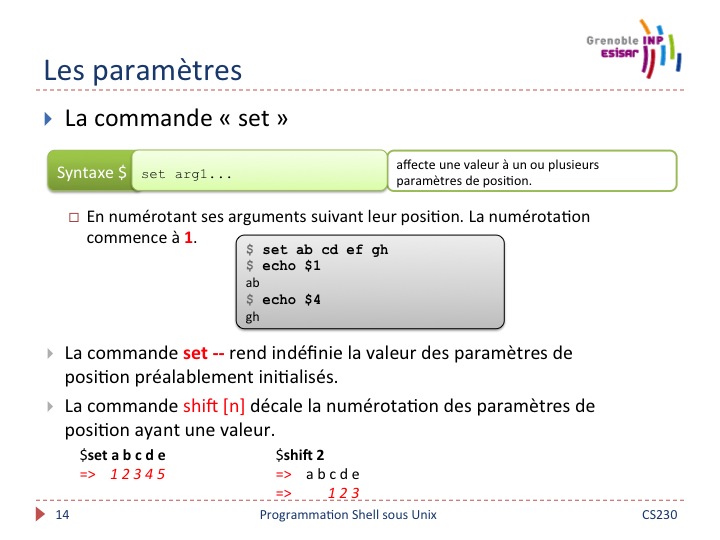 Grenoble INP
ESISAR
Les paramètres
La commande « set »
Syntaxe $
set arg1...
affecte une valeur à un ou plusieurs
paramètres de position.
En numérotant ses arguments suivant leur position. La numérotation
commence à 1.
$ set ab cd ef gh
$ echo $1
ab
$ echo $4
gh
La commande set -- rend indéfinie la valeur des paramètres de
position préalablement initialisés.
La commande shift [n] décale la numérotation des paramètres de
position ayant une valeur.
$set a b c d e
=> 1 2 3 4 5
$shift 2
=> a b c d e
=> 1 2 3
14
Programmation Shell sous Unix
CS230